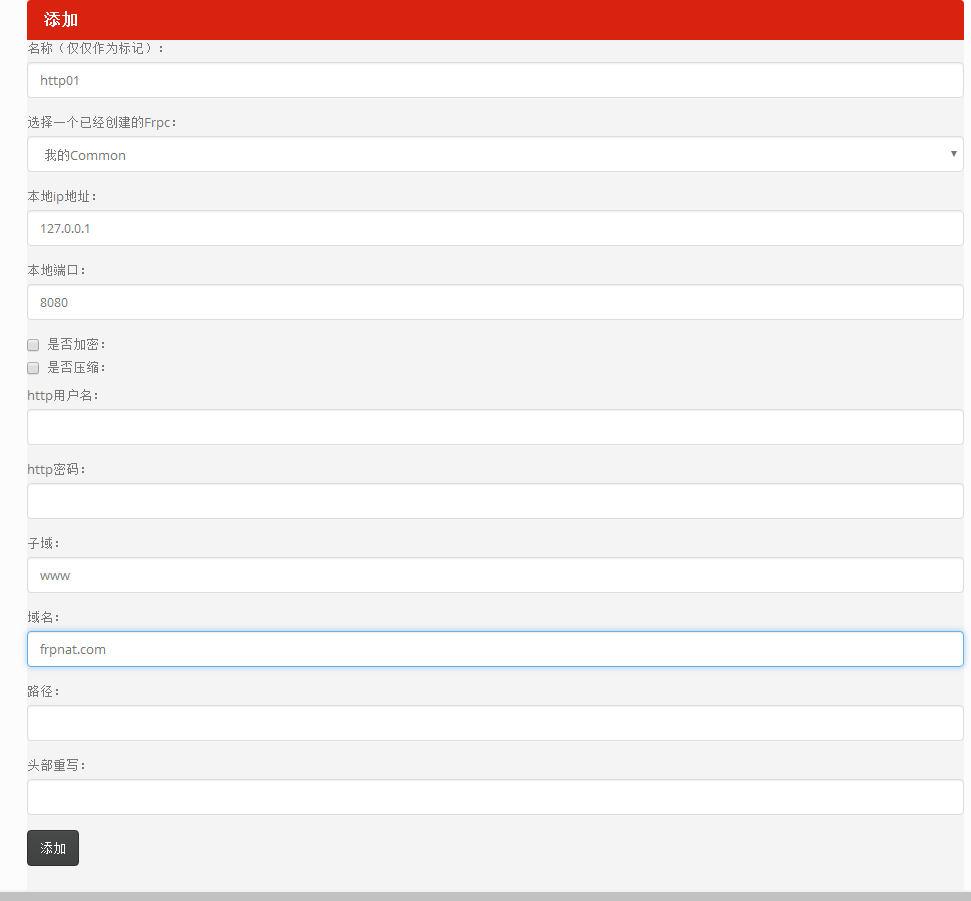 添加
名称（仅仅作为标记）：
http01
选择一个已经创建的Frpc：
我的Common
本地ip地址：
127.0.0.1
本地端口：
8080
是否加密：
是否压缩：
http用户名：
http密码：
子域：
www
域名：
frpnat.com
路径：
头部重写：
添加